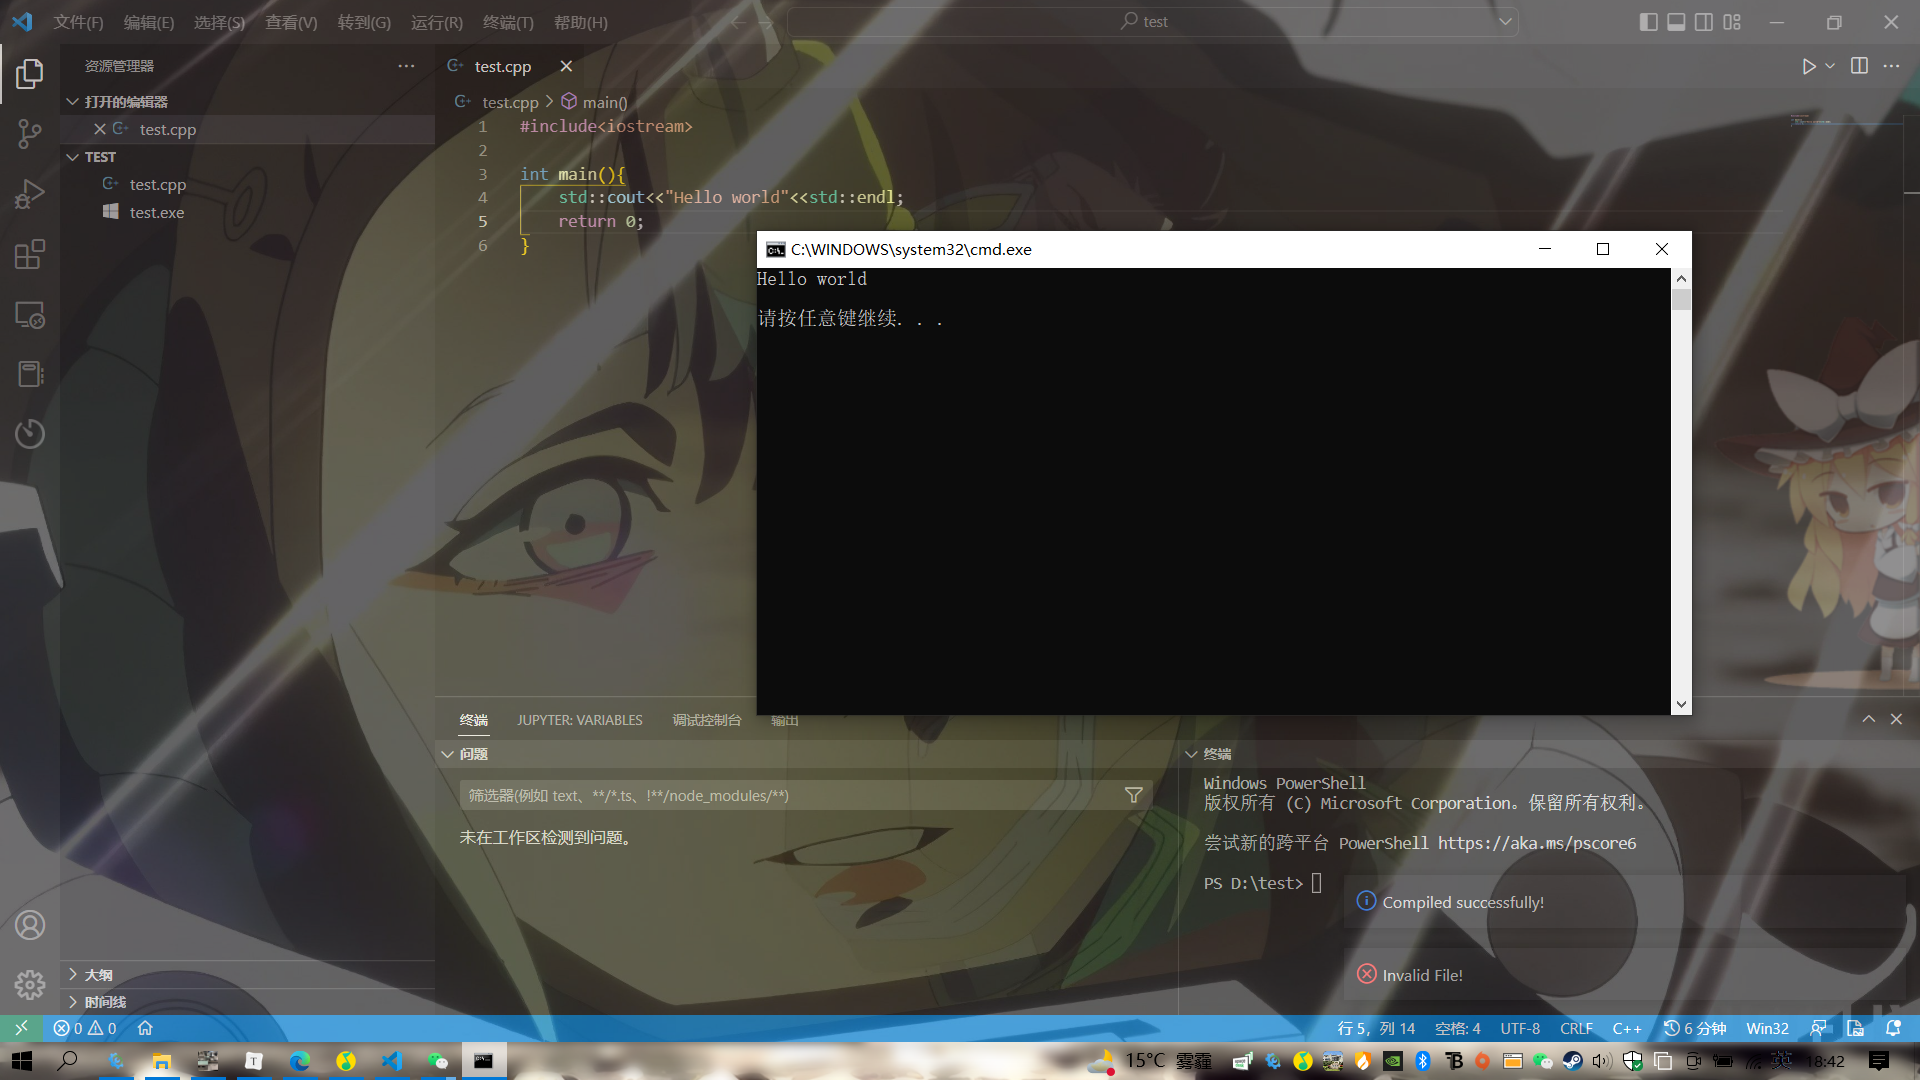 文件(F) 编辑(E) 选择(S) 查看(V) 转到(G) 运行(R) 终端(T) 帮助(H)
test
资源管理器
打开的编辑器
test.cpp
TEST
test.cpp
test.exe
大纲
时间线
test.cpp
test.cpp > main()
1 #include<iostream>
2
3 int main(){
4 std::cout<<"Hello world"<<std::endl;
5 return 0;
6 }
C:\WINDOWS\system32\cmd.exe
Hello world
请按任意键继续. . .
终端 JUPYTER: VARIABLES 调试控制台 输出
问题
筛选器(例如 text、**/*.ts、!**/node_modules/**)
未在工作区检测到问题。
终端
Windows PowerShell
版权所有 (C) Microsoft Corporation。保留所有权利。
尝试新的跨平台 PowerShell https://aka.ms/pscore6
PS D:\test>
Compiled successfully!
Invalid File!
0 0
行 5，列 14 空格: 4 UTF-8 CRLF C++ 6 分钟 Win32
15°C 雾霾
英
18:42